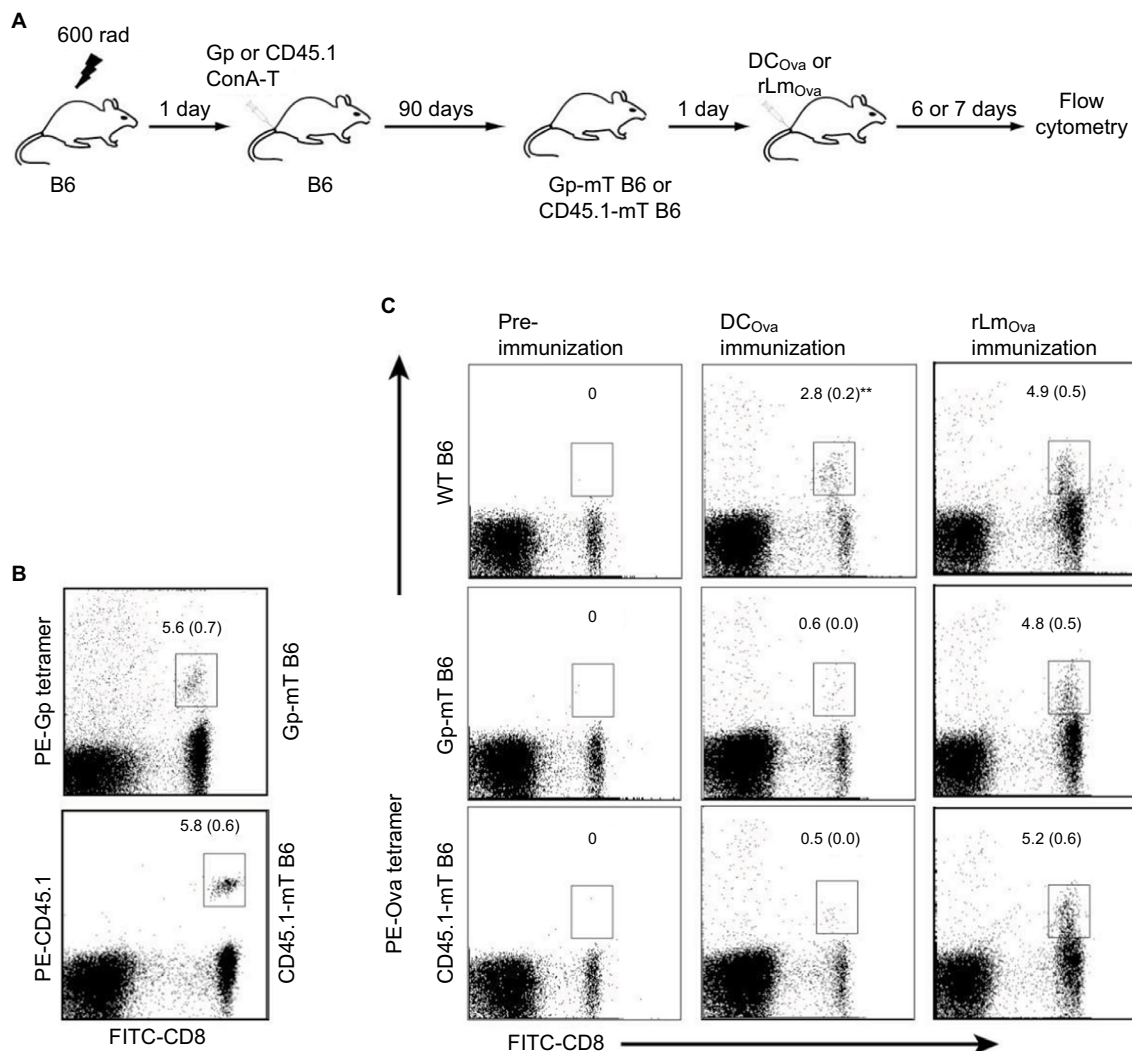 A
600 rad
Gp or CD45.1
ConA-T
DCOva or
rLmOva
1 day
90 days
1 day
6 or 7 days
Flow
cytometry
B6
B6
Gp-mT B6 or
CD45.1-mT B6
B
PE-Gp tetramer
5.6 (0.7)
Gp-mT B6
PE-CD45.1
5.8 (0.6)
CD45.1-mT B6
FITC-CD8
C
Pre-
immunization
DCOva
immunization
rLmOva
immunization
WT B6
0
2.8 (0.2)**
4.9 (0.5)
Gp-mT B6
0
0.6 (0.0)
4.8 (0.5)
PE-Ova tetramer
CD45.1-mT B6
0
0.5 (0.0)
5.2 (0.6)
FITC-CD8